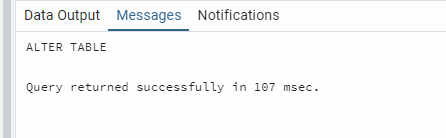 Data Output Messages Notifications
ALTER TABLE
Query returned successfully in 107 msec.